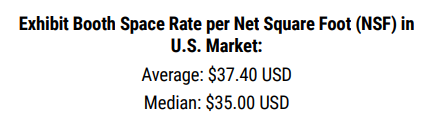 Exhibit Booth Space Rate per Net Square Foot (NSF) in
U.S. Market:
Average: $37.40 USD
Median: $35.00 USD